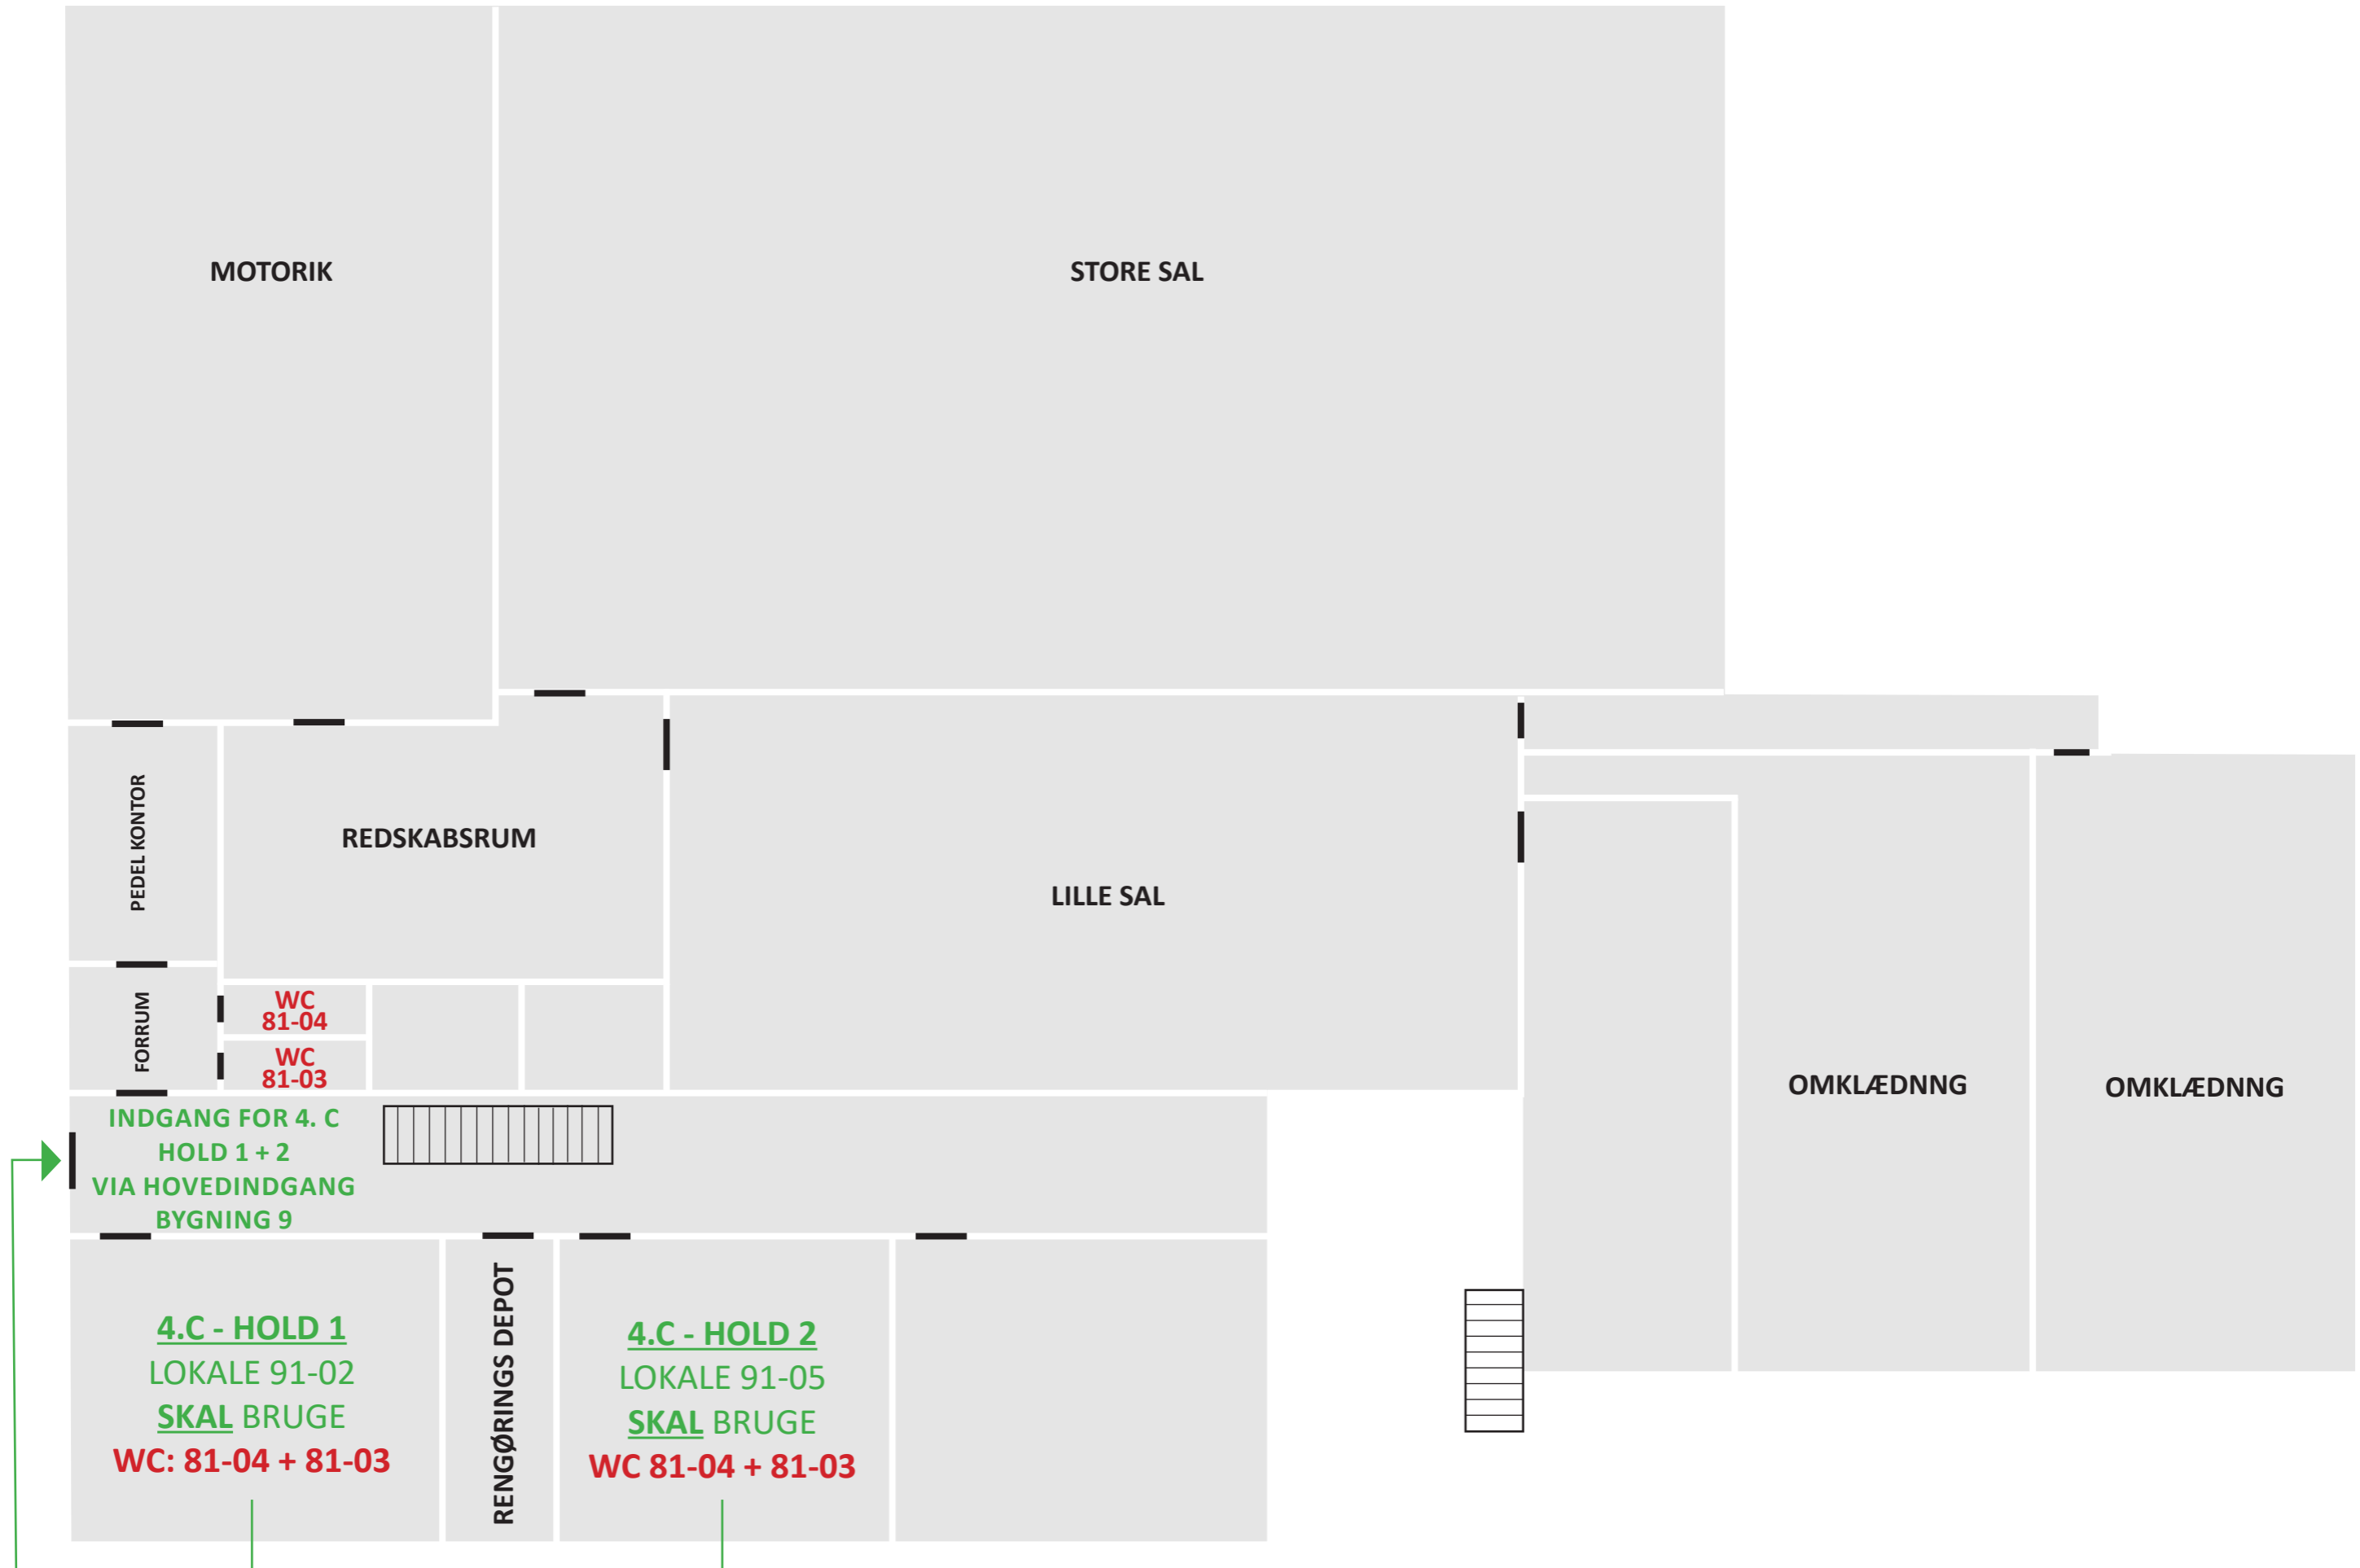 MOTORIK
STORE SAL
PEDEL KONTOR
REDSKABSRUM
LILLE SAL
FORRUM
WC
81-04
WC
81-03
OMKLÆDNNG
OMKLÆDNNG
INDGANG FOR 4. C
HOLD 1 + 2
VIA HOVEDINDGANG
BYGNING 9
4.C - HOLD 1
LOKALE 91-02
SKAL BRUGE
WC: 81-04 + 81-03
RENGØRINGS DEPOT
4.C - HOLD 2
LOKALE 91-05
SKAL BRUGE
WC 81-04 + 81-03